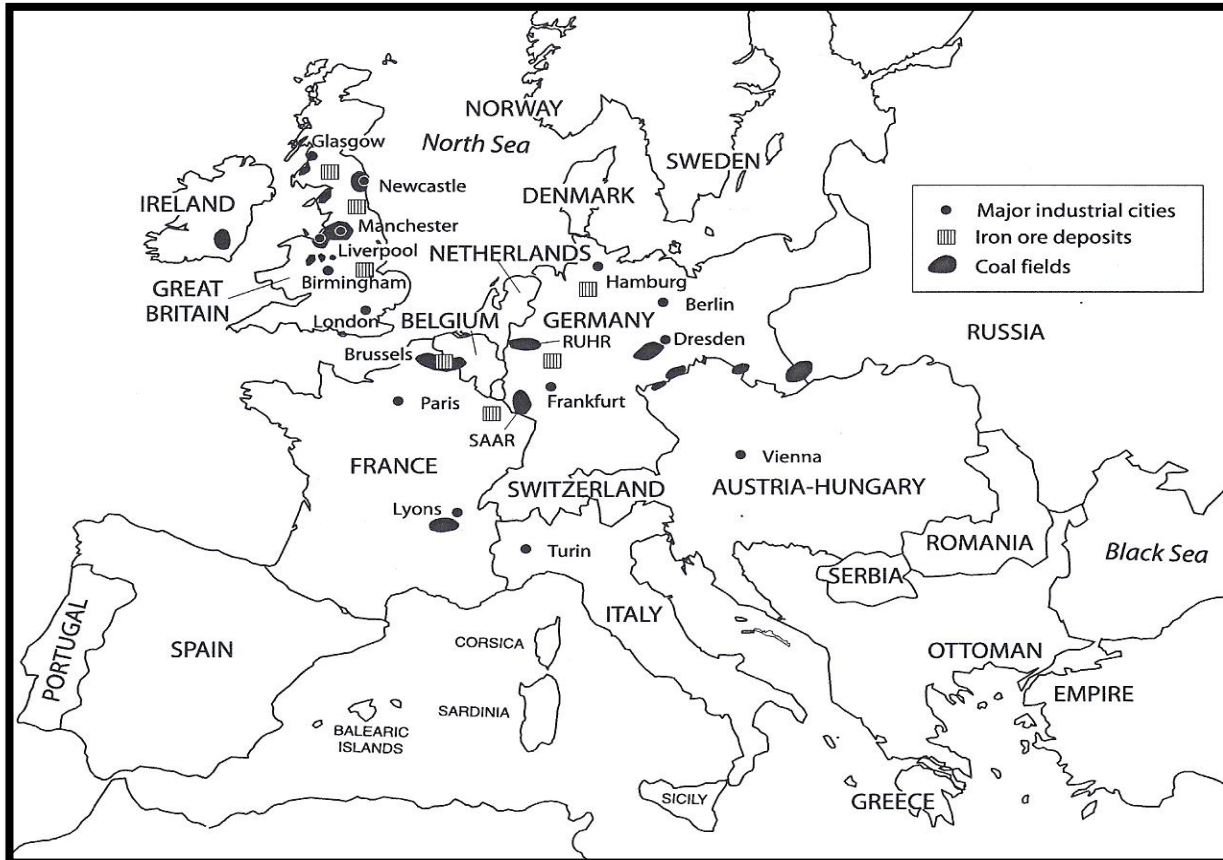 NORWAY
North Sea
Glasgow
SWEDEN
Newcastle
DENMARK
IRELAND
Major industrial cities
Iron ore deposits
Coal fields
Manchester
Liverpool
NETHERLANDS
Birmingham
Hamburg
GREAT
BRITAIN
Berlin
London
BELGIUM
GERMANY
RUSSIA
RUHR
Dresden
Brussels
Paris
Frankfurt
SAAR
Vienna
FRANCE
SWITZERLAND
AUSTRIA-HUNGARY
Lyons
Turin
ROMANIA
Black Sea
SERBIA
ITALY
PORTUGAL
SPAIN
CORSICA
OTTOMAN
EMPIRE
SARDINIA
BALEARIC
ISLANDS
SICILY
GREECE